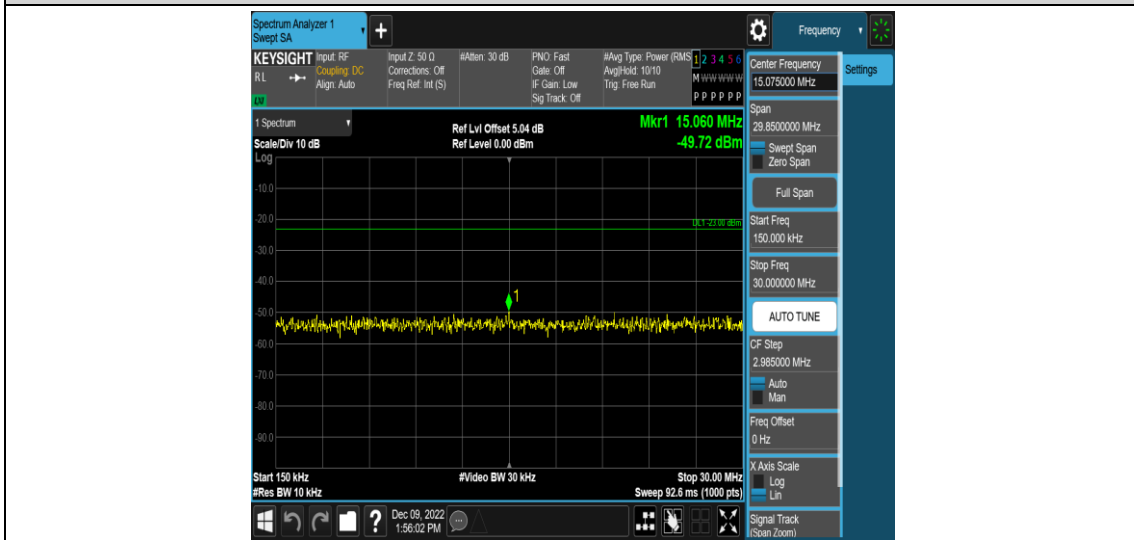 Spectrum Analyzer 1
Swept SA
+
Frequency
KEYSIGHT
RL
LXI
Input: RF
Coupling: DC
Align: Auto
Input Z: 50 Ω
Corrections: Off
Freq Ref: Int (S)
#Atten: 30 dB
PNO: Fast
Gate: Off
IF Gain: Low
Sig Track: Off
#Avg Type: Power (RMS
Avg|Hold: 10/10
Trig: Free Run
1 2 3 4 5 6
M W W W W W
P P P P P P
1 Spectrum
Scale/Div 10 dB
Log
Ref Lvl Offset 5.04 dB
Ref Level 0.00 dBm
Mkr1 15.060 MHz
-49.72 dBm
-10.0
-20.0
DL1 -23.00 dBm
-30.0
-40.0
1
-50.0
-60.0
-70.0
-80.0
-90.0
Start 150 kHz
#Video BW 30 kHz
Stop 30.00 MHz
#Res BW 10 kHz
Sweep 92.6 ms (1000 pts)
Dec 09, 2022
1:56:02 PM
?
Center Frequency
15.075000 MHz
Settings
Span
29.8500000 MHz
Swept Span
Zero Span
Full Span
Start Freq
150.000 kHz
Stop Freq
30.000000 MHz
AUTO TUNE
CF Step
2.985000 MHz
Auto
Man
Freq Offset
0 Hz
X Axis Scale
Log
Lin
Signal Track
(Span Zoom)